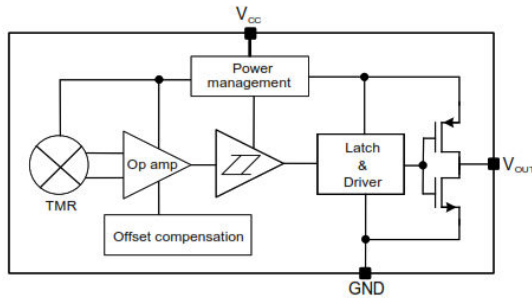 VCC
Power
management
Op amp
TMR
Latch
&
Driver
VOUT
Offset compensation
GND